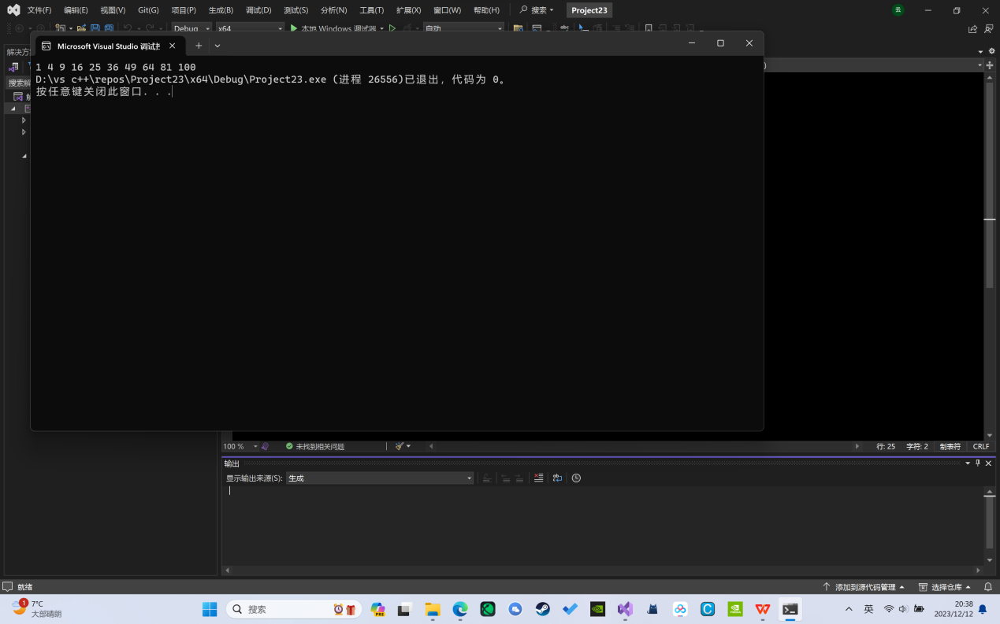 文件(F) 编辑(E) 视图(V) Git(G) 项目(P) 生成(B) 调试(D) 测试(S) 分析(N) 工具(T) 扩展(X) 窗口(W) 帮助(H) 搜索 Project23 云
Debug x64 本地 Windows 调试器 自动
Microsoft Visual Studio 调试
解决方
搜索解
1 4 9 16 25 36 49 64 81 100
D:\vs c++\repos\Project23\x64\Debug\Project23.exe (进程 26556)已退出，代码为 0。
按任意键关闭此窗口. . .
100 % 未找到相关问题 行: 25 字符: 2 制表符 CRLF
输出
显示输出来源(S): 生成
就绪 添加到源代码管理 选择仓库
1 7°C
大部晴朗
搜索
PRE
英
20:38
2023/12/12